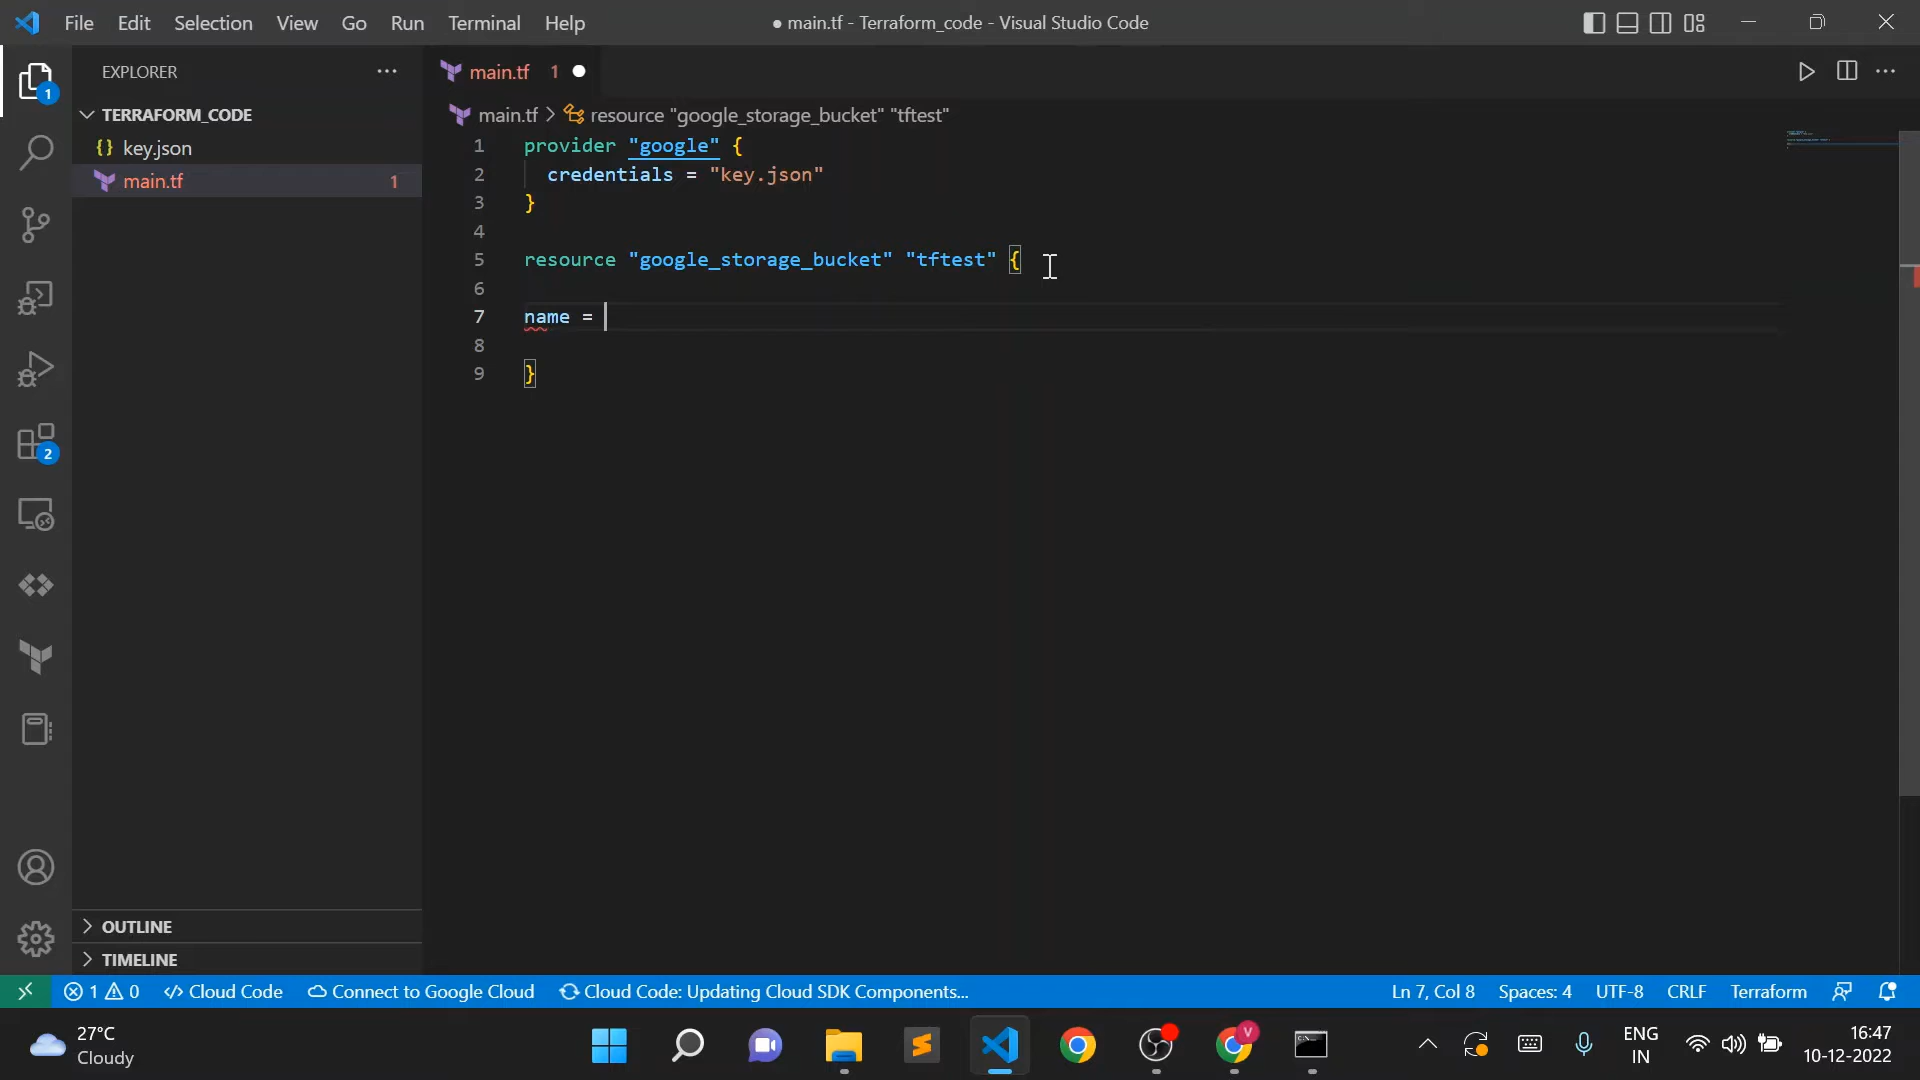 File Edit Selection View Go Run Terminal Help
● main.tf - Terraform_code - Visual Studio Code
EXPLORER
TERRAFORM_CODE
{} key.json
main.tf 1
OUTLINE
TIMELINE
1
2
main.tf 1
main.tf > resource "google_storage_bucket" "tftest"
1 provider "google" {
2 credentials = "key.json"
3 }
4
5 resource "google_storage_bucket" "tftest" {
6
7 name =
8
9 }
1 0 Cloud Code Connect to Google Cloud Cloud Code: Updating Cloud SDK Components... Ln 7, Col 8 Spaces: 4 UTF-8 CRLF Terraform
27°C
Cloudy
V
ENG
IN
16:47
10-12-2022